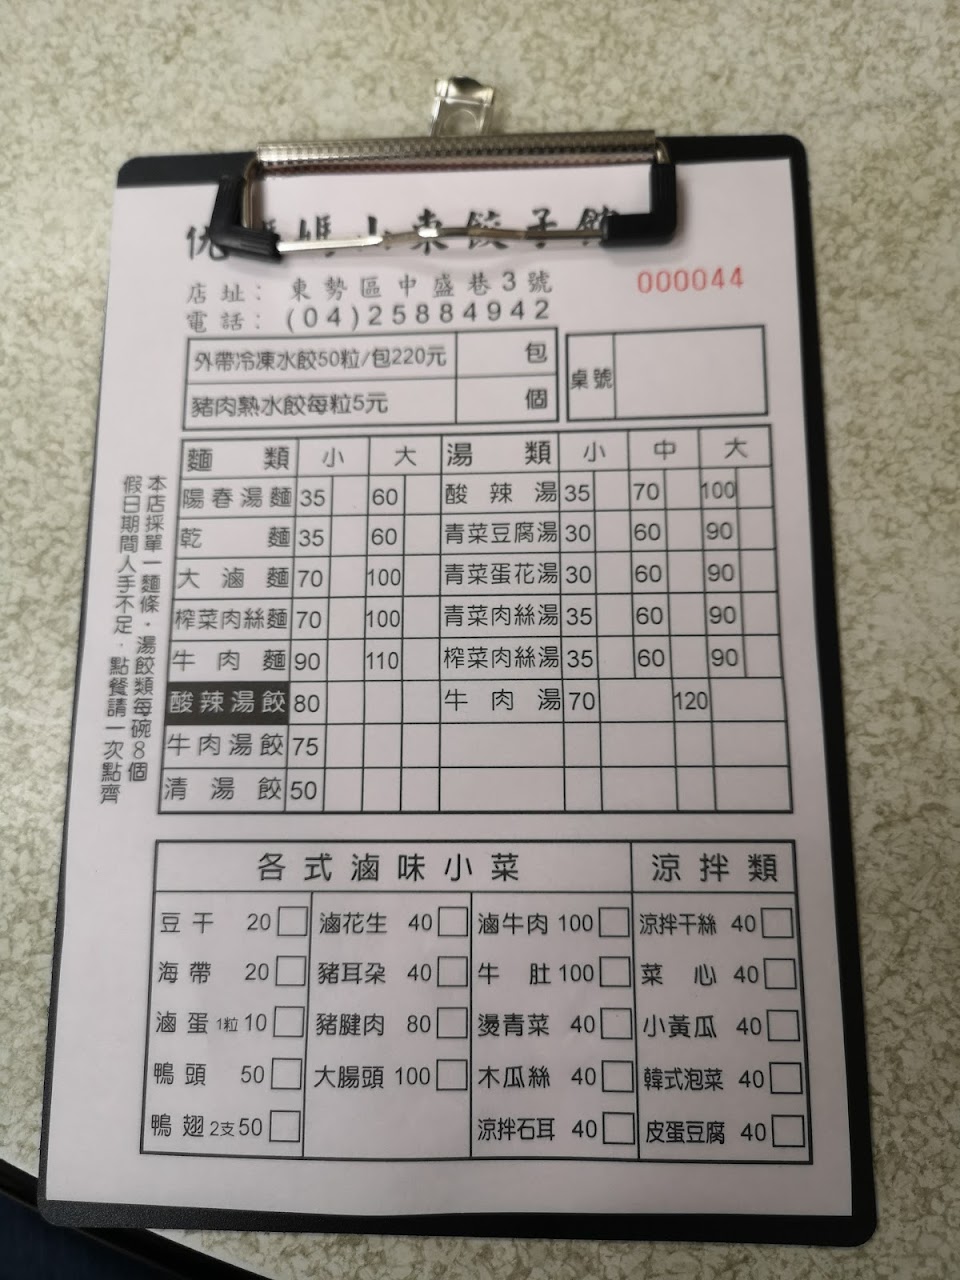 山東餃子館
000044
店址：東勢區中盛巷3號
電話：(04)25884942
外帶冷凍水餃50粒/包220元 包
豬肉熟水餃每粒5元 個
桌號
麵類 小 大 湯類 小 中 大
陽春湯麵 35 60 酸辣湯 35 70 100
乾麵 35 60 青菜豆腐湯 30 60 90
大滷麵 70 100 青菜蛋花湯 30 60 90
榨菜肉絲麵 70 100 青菜肉絲湯 35 60 90
牛肉麵 90 110 榨菜肉絲湯 35 60 90
酸辣湯餃 80 牛肉湯 70 120
牛肉湯餃 75
清湯餃 50
本店採單一麵條．湯餃類每碗8個
假日期間人手不足．點餐請一次點齊
各式滷味小菜 涼拌類
豆干 20 滷花生 40 滷牛肉 100 涼拌干絲 40
海帶 20 豬耳朵 40 牛肚 100 菜心 40
滷蛋 1粒 10 豬腱肉 80 燙青菜 40 小黃瓜 40
鴨頭 50 大腸頭 100 木瓜絲 40 韓式泡菜 40
鴨翅 2支 50 涼拌石耳 40 皮蛋豆腐 40